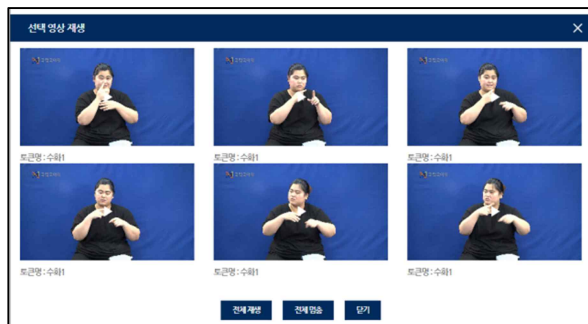 선택 영상 재생
토큰명 : 수화1
토큰명 : 수화1
토큰명 : 수화1
토큰명 : 수화1
토큰명 : 수화1
토큰명 : 수화1
전체 재생 전체 멈춤 닫기